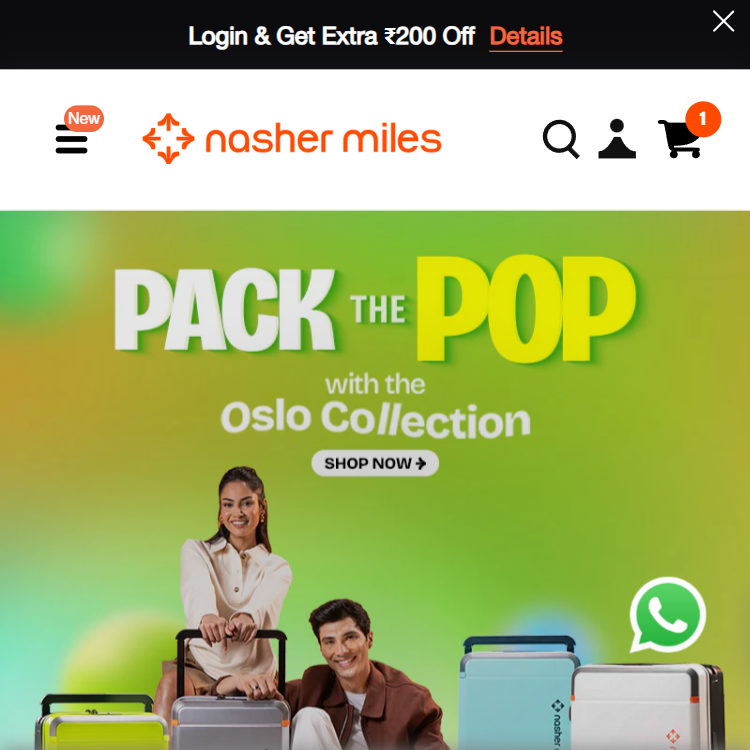 Login & Get Extra ₹200 Off Details
New
nasher miles
1
PACK THE POP
with the
Oslo Collection
SHOP NOW
nasher